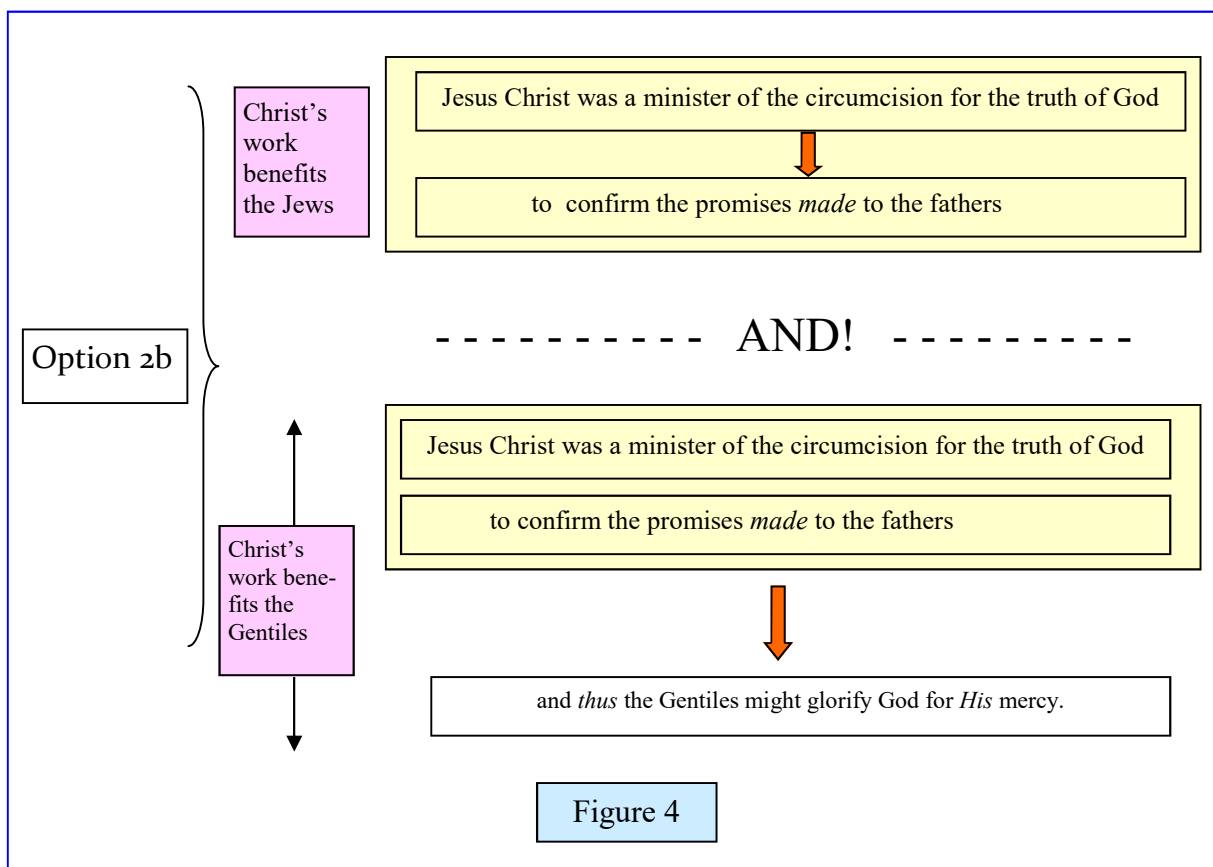 Christ’s
work
benefits
the Jews
Jesus Christ was a minister of the circumcision for the truth of God
to confirm the promises made to the fathers
Option 2b
- - - - - - - - - - AND! - - - - - - - - -
Jesus Christ was a minister of the circumcision for the truth of God
to confirm the promises made to the fathers
Christ’s
work bene-
fits the
Gentiles
and thus the Gentiles might glorify God for His mercy.
Figure 4